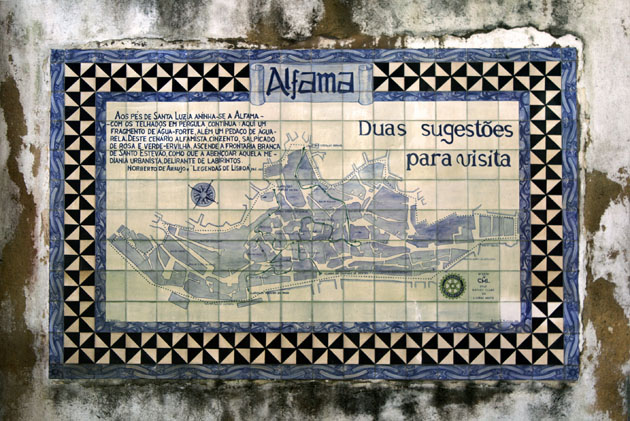 Alfama
AOS PÉS DE SANTA LUZIA ANINHA-SE A ALFAMA-
-COM OS TELHADOS EM PÉRGULA CONTÍNUA: AQUI UM
FRAGMENTO DE ÁGUA-FORTE, ALÉM UM PEDAÇO DE AGUA-
RELA. DESTE CENÁRIO ALFAMISTA CINZENTO, SALPICADO
DE ROSA E VERDE-ERVILHA, ASCENDE A FRONTARIA BRANCA
DE SANTO ESTEVÃO, COMO QUE A ABENÇOAR AQUELA ME-
DIANIA URBANISTA, DELIRANTE DE LABIRINTOS.
NORBERTO DE ARAUJO, LEGENDAS DE LISBOA
Duas sugestões
para visita
CML